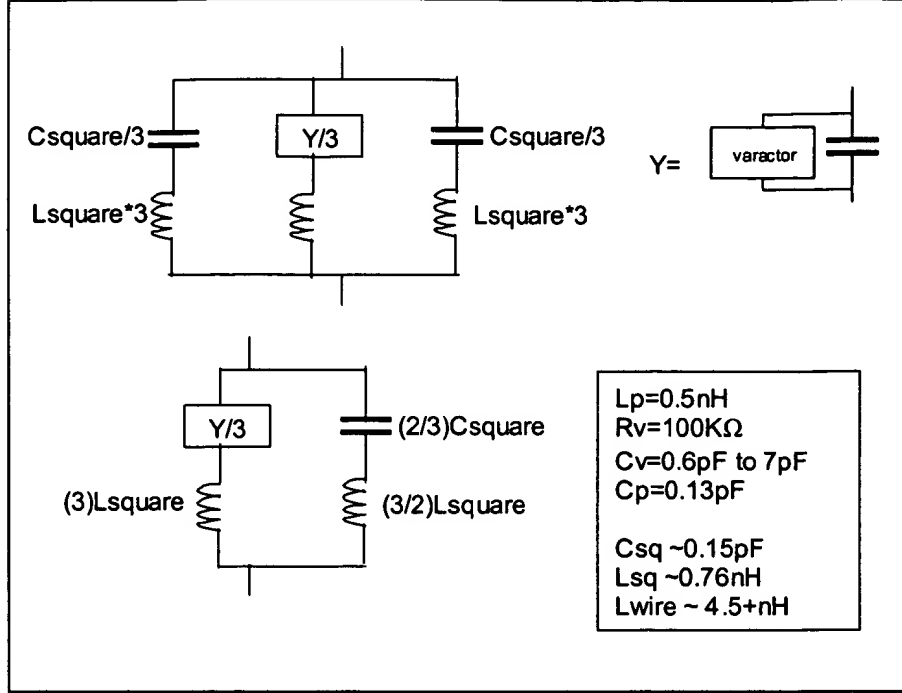 Csquare/3
Y/3
Csquare/3
Lsquare*3
Lsquare*3
Y=
varactor
Y/3
(2/3)Csquare
(3)Lsquare
(3/2)Lsquare
Lp=0.5nH
Rv=100KΩ
Cv=0.6pF to 7pF
Cp=0.13pF
Csq ~0.15pF
Lsq ~0.76nH
Lwire ~ 4.5+nH